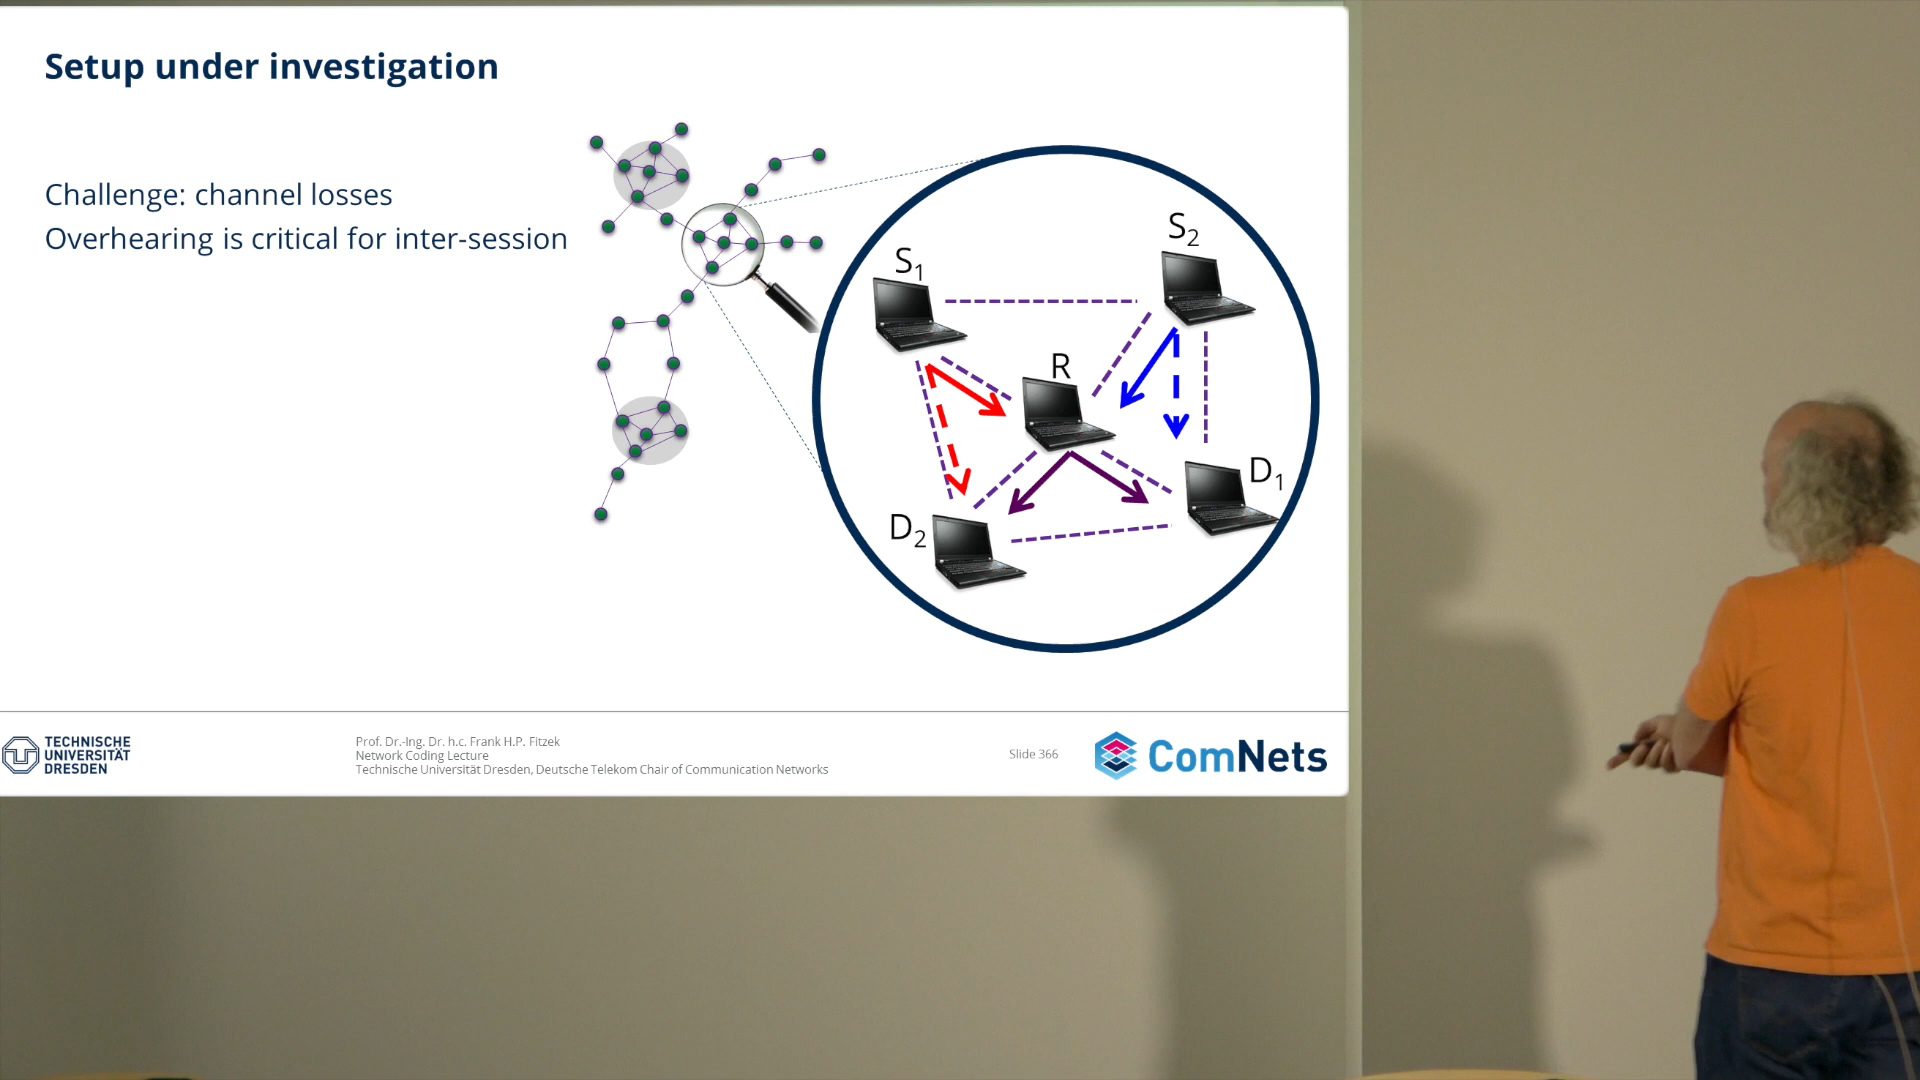 Setup under investigation
Challenge: channel losses
Overhearing is critical for inter-session
S2
S1
R
D1
D2
TECHNISCHE
UNIVERSITÄT
DRESDEN
Prof. Dr.-Ing. Dr. h.c. Frank H.P. Fitzek
Network Coding Lecture
Technische Universität Dresden, Deutsche Telekom Chair of Communication Networks
Slide 366
ComNets